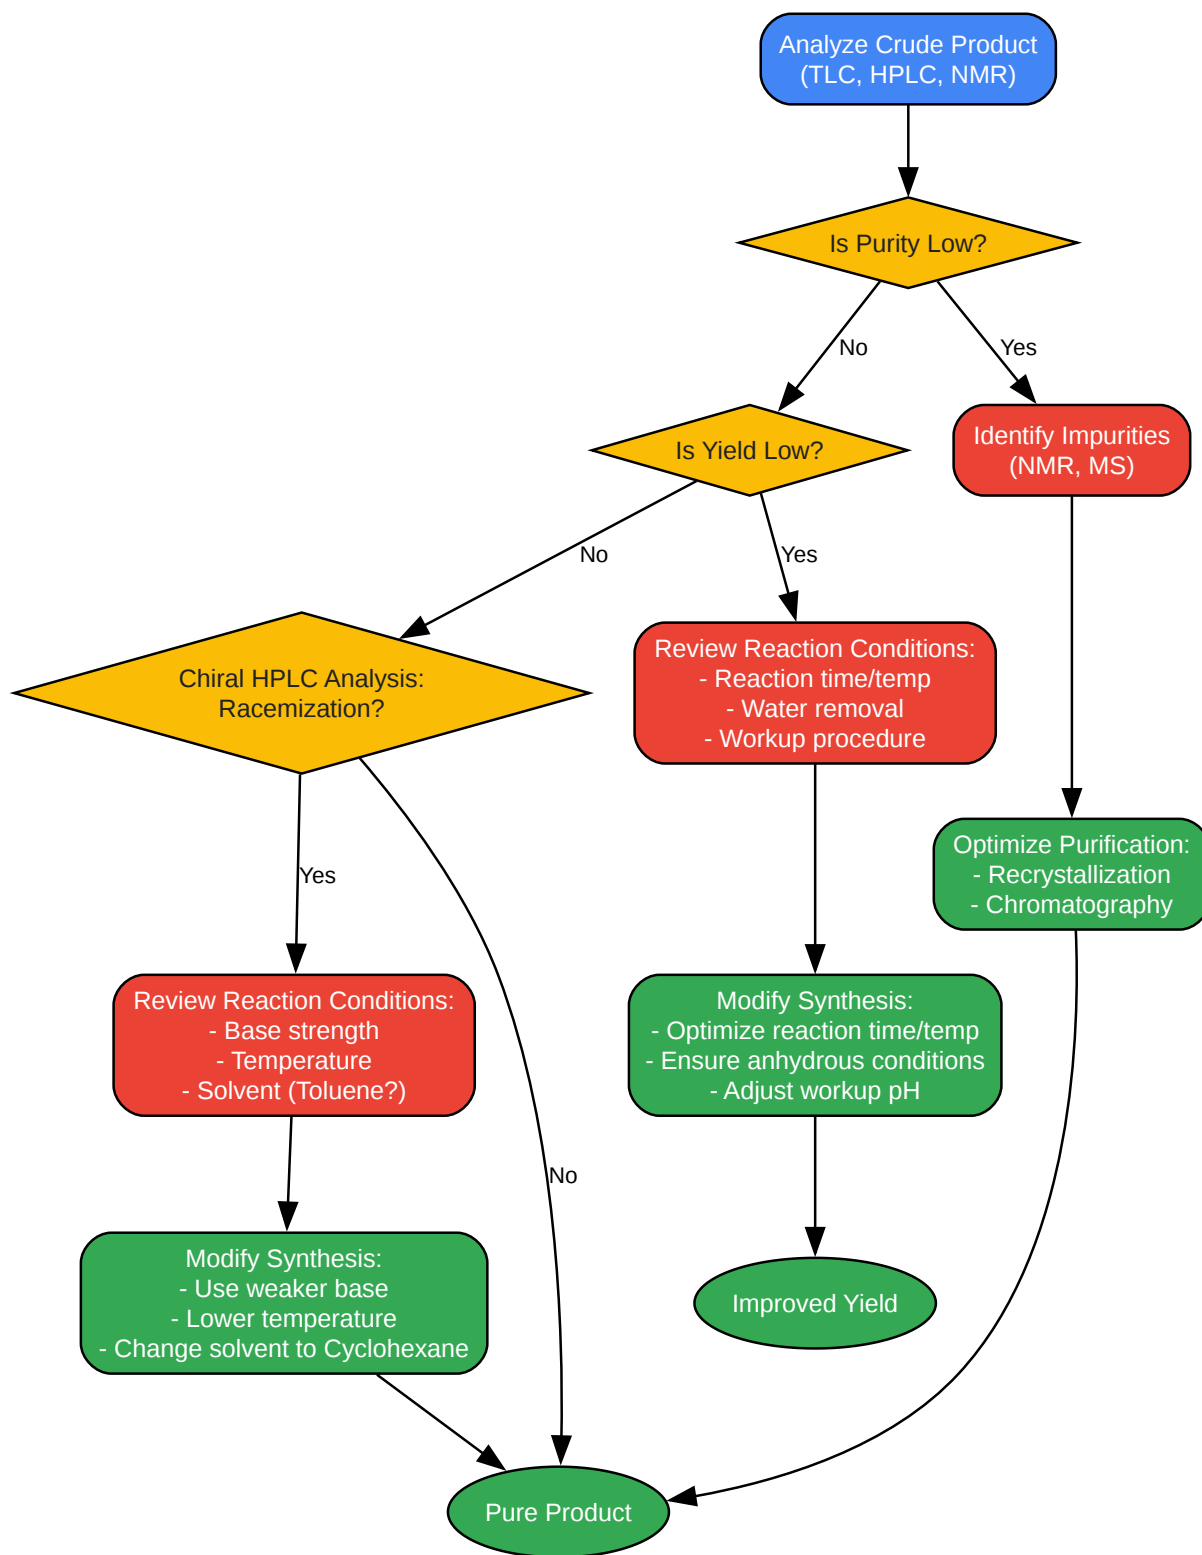 Analyze Crude Product
(TLC, HPLC, NMR)
Is Purity Low?
No
Yes
Is Yield Low?
Identify Impurities
(NMR, MS)
No
Yes
Chiral HPLC Analysis:
Racemization?
Review Reaction Conditions:
- Reaction time/temp
- Water removal
- Workup procedure
Yes
Optimize Purification:
- Recrystallization
- Chromatography
Review Reaction Conditions:
- Base strength
- Temperature
- Solvent (Toluene?)
Modify Synthesis:
- Optimize reaction time/temp
- Ensure anhydrous conditions
- Adjust workup pH
No
Modify Synthesis:
- Use weaker base
- Lower temperature
- Change solvent to Cyclohexane
Improved Yield
Pure Product